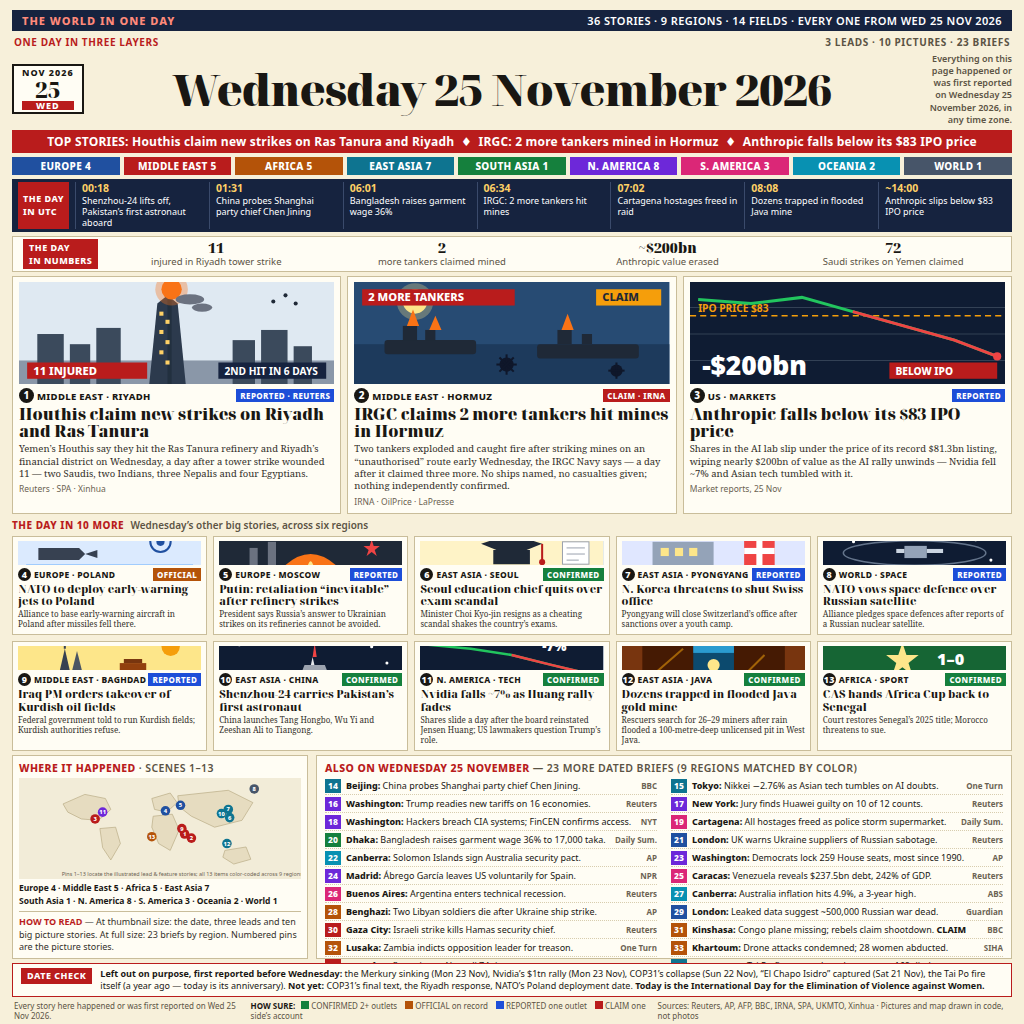 THE WORLD IN ONE DAY
36 STORIES · 9 REGIONS · 14 FIELDS · EVERY ONE FROM WED 25 NOV 2026
ONE DAY IN THREE LAYERS
3 LEADS · 10 PICTURES · 23 BRIEFS
NOV 2026
25
WED
Wednesday 25 November 2026
Everything on this
page happened or
was first reported
on Wednesday 25
November 2026, in
any time zone.
TOP STORIES: Houthis claim new strikes on Ras Tanura and Riyadh ♦ IRGC: 2 more tankers mined in Hormuz ♦ Anthropic falls below its $83 IPO price
EUROPE 4
MIDDLE EAST 5
AFRICA 5
EAST ASIA 7
SOUTH ASIA 1
N. AMERICA 8
S. AMERICA 3
OCEANIA 2
WORLD 1
THE DAY
IN UTC
00:18
Shenzhou-24 lifts off,
Pakistan's first astronaut
aboard
01:31
China probes Shanghai
party chief Chen Jining
06:01
Bangladesh raises garment
wage 36%
06:34
IRGC: 2 more tankers hit
mines
07:02
Cartagena hostages freed in
raid
08:08
Dozens trapped in flooded
Java mine
~14:00
Anthropic slips below $83
IPO price
THE DAY
IN NUMBERS
11
injured in Riyadh tower strike
2
more tankers claimed mined
~$200bn
Anthropic value erased
72
Saudi strikes on Yemen claimed
11 INJURED
2ND HIT IN 6 DAYS
1 MIDDLE EAST · RIYADH
REPORTED · REUTERS
Houthis claim new strikes on Riyadh
and Ras Tanura
Yemen's Houthis say they hit the Ras Tanura refinery and Riyadh's
financial district on Wednesday, a day after a tower strike wounded
11 — two Saudis, two Indians, three Nepalis and four Egyptians.
Reuters · SPA · Xinhua
2 MORE TANKERS
CLAIM
2 MIDDLE EAST · HORMUZ
CLAIM · IRNA
IRGC claims 2 more tankers hit mines
in Hormuz
Two tankers exploded and caught fire after striking mines on an
“unauthorised” route early Wednesday, the IRGC Navy says — a day
after it claimed three more. No ships named, no casualties given;
nothing independently confirmed.
IRNA · OilPrice · LaPresse
IPO PRICE $83
-$200bn
BELOW IPO
3 US · MARKETS
REPORTED
Anthropic falls below its $83 IPO
price
Shares in the AI lab slip under the price of its record $81.3bn listing,
wiping nearly $200bn of value as the AI rally unwinds — Nvidia fell
~7% and Asian tech tumbled with it.
Market reports, 25 Nov
THE DAY IN 10 MORE Wednesday's other big stories, across six regions
4 EUROPE · POLAND
OFFICIAL
NATO to deploy early-warning
jets to Poland
Alliance to base early-warning aircraft in
Poland after missiles fell there.
5 EUROPE · MOSCOW
REPORTED
Putin: retaliation “inevitable”
after refinery strikes
President says Russia's answer to Ukrainian
strikes on its refineries cannot be avoided.
6 EAST ASIA · SEOUL
CONFIRMED
Seoul education chief quits over
exam scandal
Minister Choi Kyo-jin resigns as a cheating
scandal shakes the country's exams.
7 EAST ASIA · PYONGYANG
REPORTED
N. Korea threatens to shut Swiss
office
Pyongyang will close Switzerland's office after
sanctions over a youth camp.
8 WORLD · SPACE
REPORTED
NATO vows space defence over
Russian satellite
Alliance pledges space defences after reports of
a Russian nuclear satellite.
9 MIDDLE EAST · BAGHDAD
REPORTED
Iraq PM orders takeover of
Kurdish oil fields
Federal government told to run Kurdish fields;
Kurdish authorities refuse.
10 EAST ASIA · CHINA
CONFIRMED
Shenzhou-24 carries Pakistan's
first astronaut
China launches Tang Hongbo, Wu Yi and
Zeeshan Ali to Tiangong.
-7%
11 N. AMERICA · TECH
CONFIRMED
Nvidia falls ~7% as Huang rally
fades
Shares slide a day after the board reinstated
Jensen Huang; US lawmakers question Trump's
role.
12 EAST ASIA · JAVA
CONFIRMED
Dozens trapped in flooded Java
gold mine
Rescuers search for 26–29 miners after rain
flooded a 100-metre-deep unlicensed pit in West
Java.
1–0
13 AFRICA · SPORT
CONFIRMED
CAS hands Africa Cup back to
Senegal
Court restores Senegal's 2025 title; Morocco
threatens to sue.
WHERE IT HAPPENED · SCENES 1–13
8
11
3
4
5
7
10
6
9
1
2
13
12
Pins 1–13 locate the illustrated lead & feature stories; all 13 items color-coded across 9 region
Europe 4 · Middle East 5 · Africa 5 · East Asia 7
South Asia 1 · N. America 8 · S. America 3 · Oceania 2 · World 1
HOW TO READ — At thumbnail size: the date, three leads and ten
big picture stories. At full size: 23 briefs by region. Numbered pins
are the picture stories.
ALSO ON WEDNESDAY 25 NOVEMBER — 23 MORE DATED BRIEFS (9 REGIONS MATCHED BY COLOR)
14 Beijing: China probes Shanghai party chief Chen Jining. BBC
15 Tokyo: Nikkei −2.76% as Asian tech tumbles on AI doubts. One Turn
16 Washington: Trump readies new tariffs on 16 economies. Reuters
17 New York: Jury finds Huawei guilty on 10 of 12 counts. Reuters
18 Washington: Hackers breach CIA systems; FinCEN confirms access. NYT
19 Cartagena: All hostages freed as police storm supermarket. Daily Sum.
20 Dhaka: Bangladesh raises garment wage 36% to 17,000 taka. Daily Sum.
21 London: UK warns Ukraine suppliers of Russian sabotage. Reuters
22 Canberra: Solomon Islands sign Australia security pact. AP
23 Washington: Democrats lock 259 House seats, most since 1990. AP
24 Madrid: Ábrego García leaves US voluntarily for Spain. NPR
25 Caracas: Venezuela reveals $237.5bn debt, 242% of GDP. Reuters
26 Buenos Aires: Argentina enters technical recession. Reuters
27 Canberra: Australia inflation hits 4.9%, a 3-year high. ABS
28 Benghazi: Two Libyan soldiers die after Ukraine ship strike. AP
29 London: Leaked data suggest ~500,000 Russian war dead. Guardian
30 Gaza City: Israeli strike kills Hamas security chief. Reuters
31 Kinshasa: Congo plane missing; rebels claim shootdown. CLAIM BBC
32 Lusaka: Zambia indicts opposition leader for treason. One Turn
33 Khartoum: Drone attacks condemned; 28 women abducted. SIHA
DATE CHECK
Left out on purpose, first reported before Wednesday: the Merkury sinking (Mon 23 Nov), Nvidia's $1tn rally (Mon 23 Nov), COP31's collapse (Sun 22 Nov), “El Chapo Isidro” captured (Sat 21 Nov), the Tai Po fire
itself (a year ago — today is its anniversary). Not yet: COP31's final text, the Riyadh response, NATO's Poland deployment date. Today is the International Day for the Elimination of Violence against Women.
Every story here happened or was first reported on Wed 25
Nov 2026.
HOW SURE: CONFIRMED 2+ outlets OFFICIAL on record REPORTED one outlet CLAIM one
side's account
Sources: Reuters, AP, AFP, BBC, IRNA, SPA, UKMTO, Xinhua · Pictures and map drawn in code,
not photos